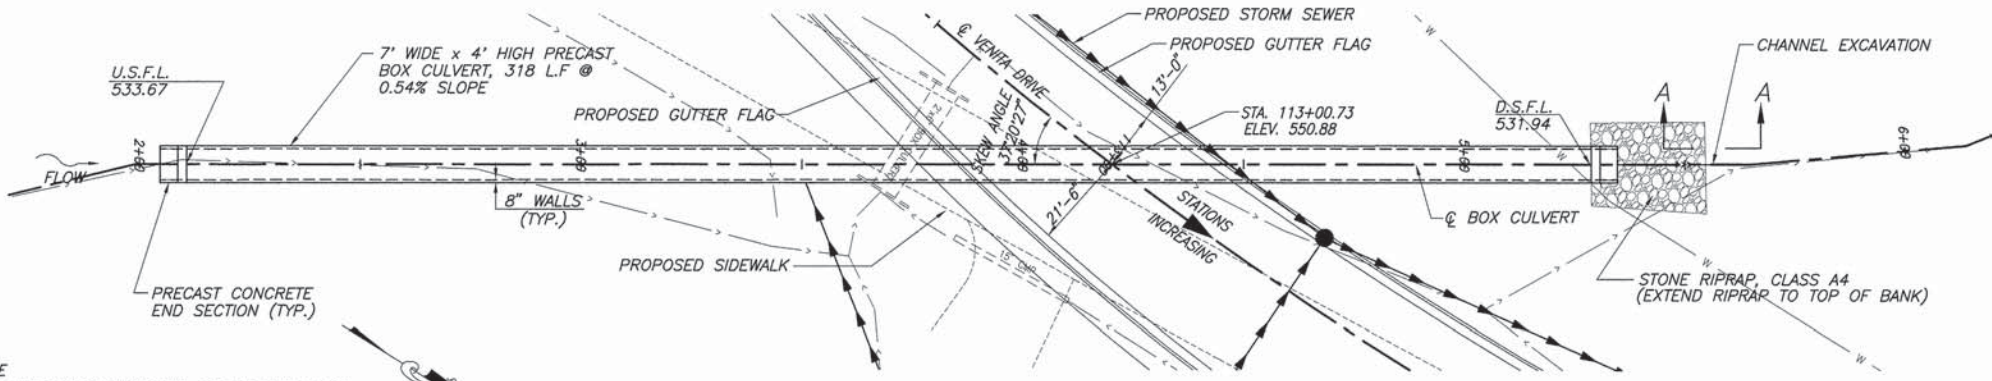 PROPOSED STORM SEWER
PROPOSED GUTTER FLAG
CHANNEL EXCAVATION
℄ VENITA DRIVE
7' WIDE x 4' HIGH PRECAST
BOX CULVERT, 318 L.F @
0.54% SLOPE
U.S.F.L.
533.67
PROPOSED GUTTER FLAG
13'-0"
STA. 113+00.73
ELEV. 550.88
D.S.F.L.
531.94
A
A
W
W
2+00
3+00
SKEW ANGLE
37°20'27"
4+00
5+00
6+00
FLOW
8" WALLS
(TYP.)
21'-6"
STATIONS
INCREASING
℄ BOX CULVERT
PROPOSED SIDEWALK
15" CMP
PRECAST CONCRETE
END SECTION (TYP.)
STONE RIPRAP, CLASS A4
(EXTEND RIPRAP TO TOP OF BANK)
W
W